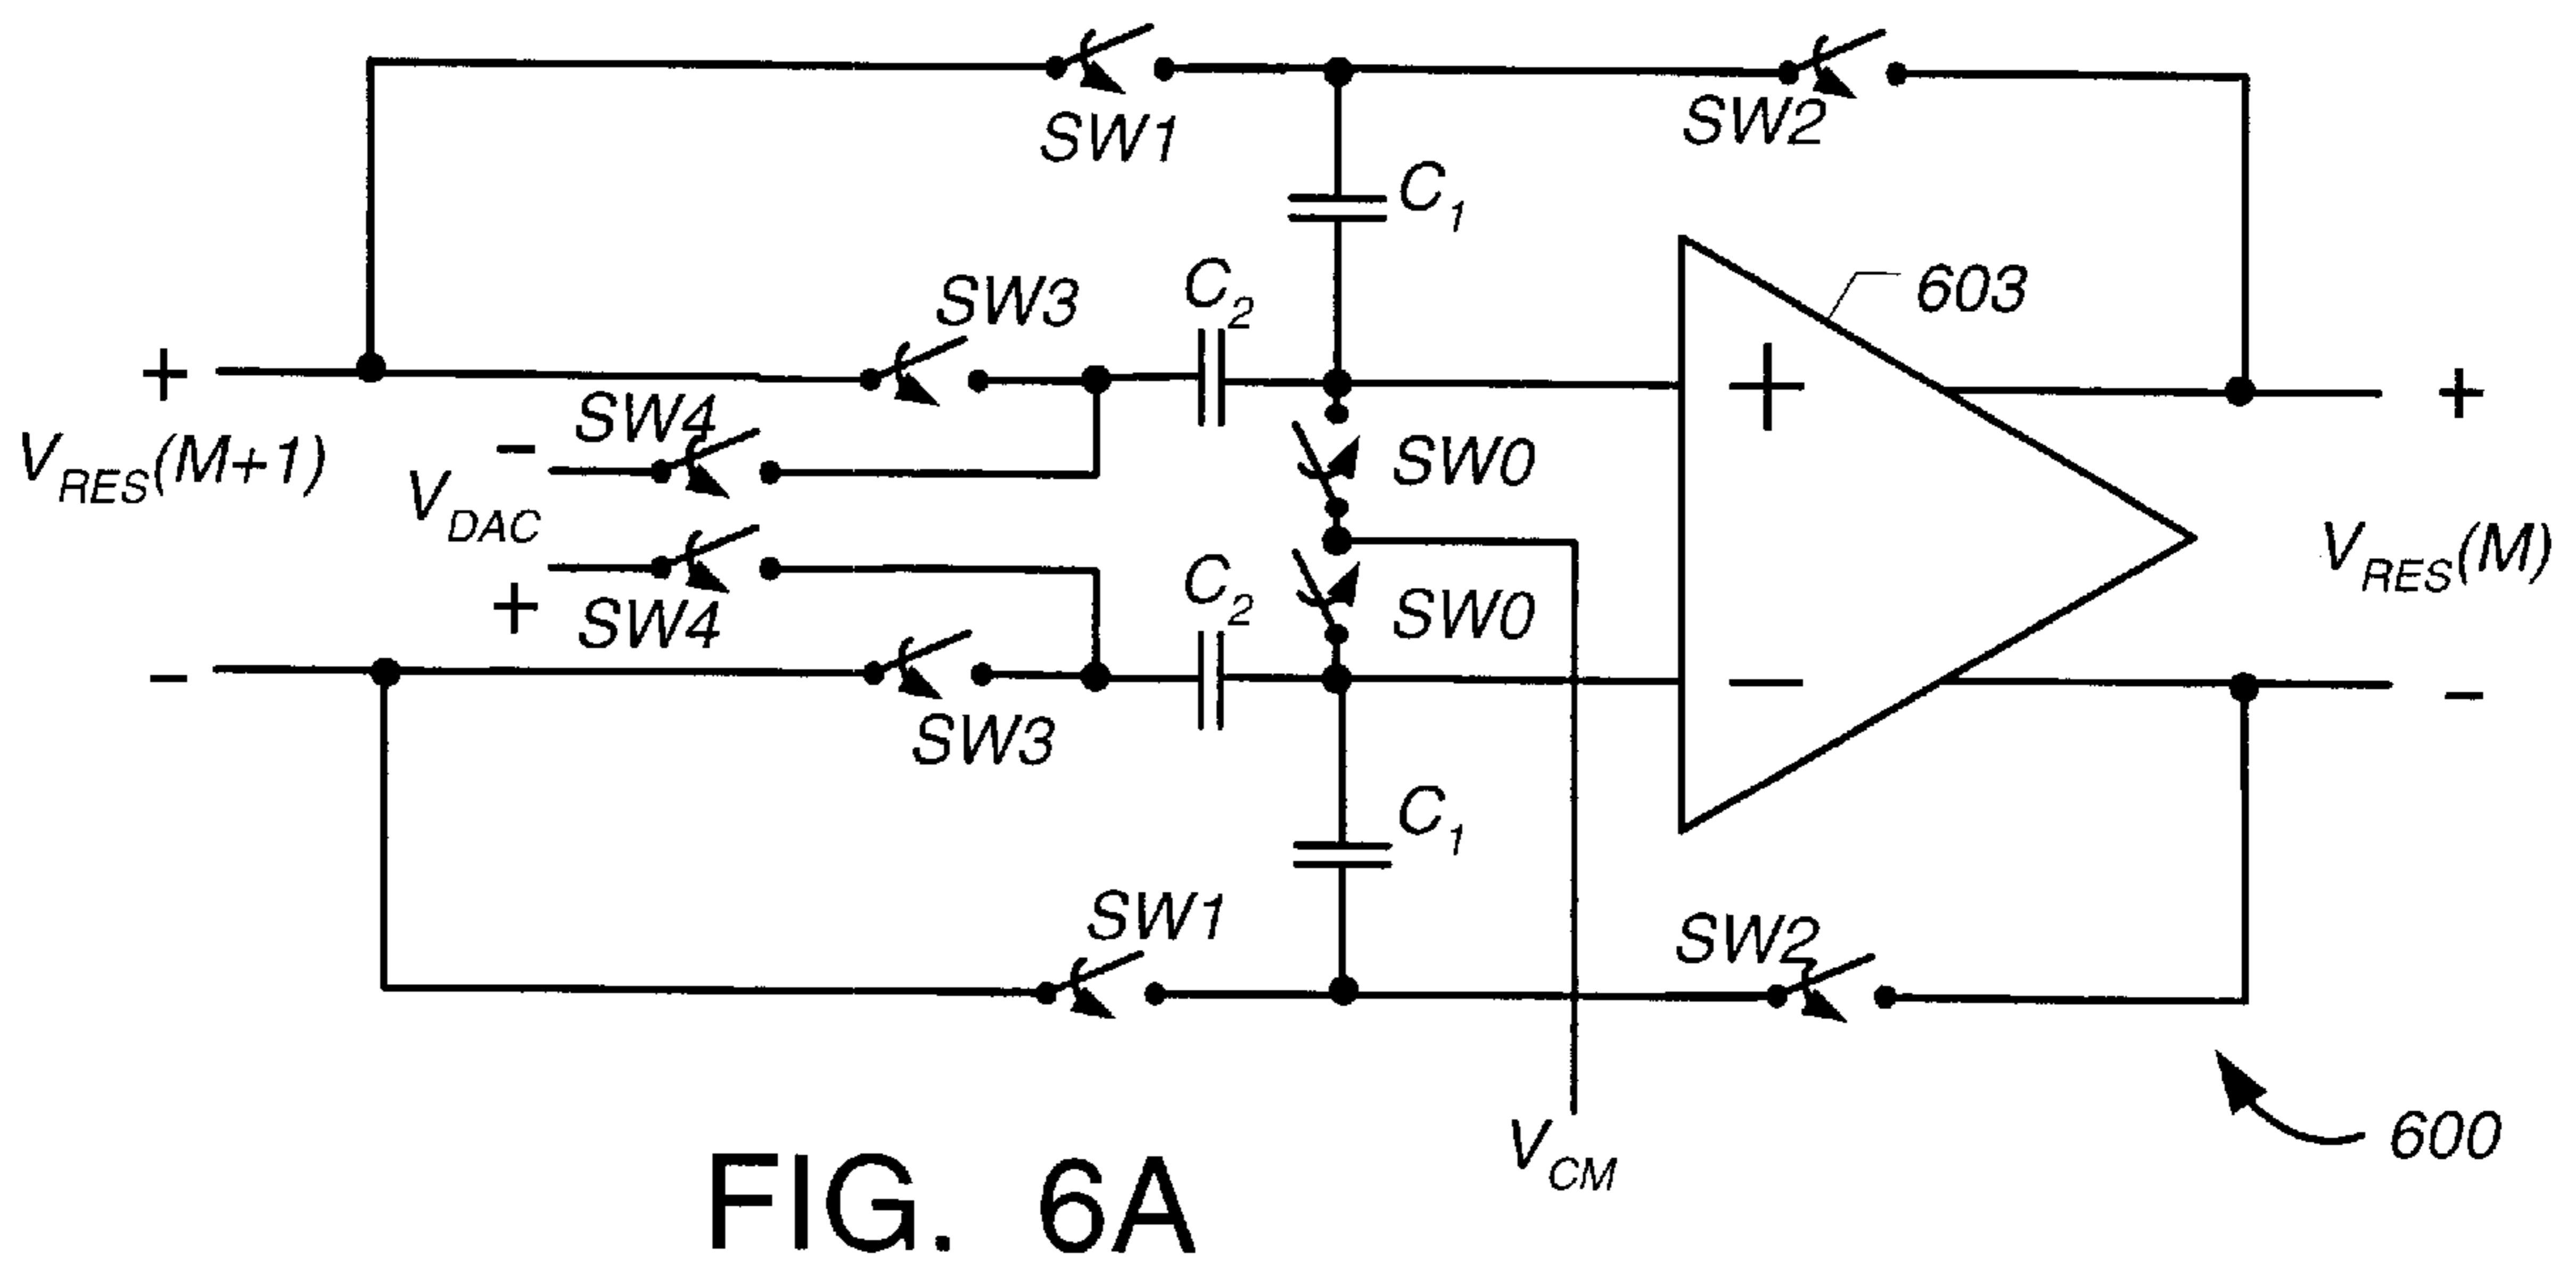 SW1
SW2
C1
SW3
C2
603
+
+
+
SW4
-
VRES(M+1)
VDAC
SW0
VRES(M)
C2
SW0
+
SW4
-
-
-
SW3
C1
SW1
SW2
VCM
600
FIG. 6A